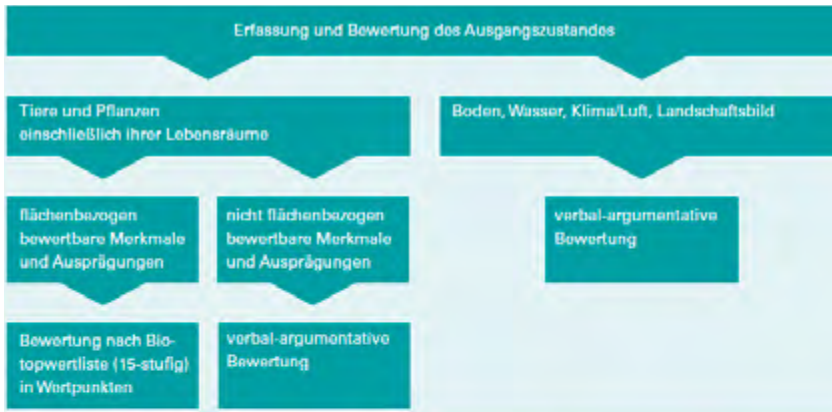 Erfassung und Bewertung des Ausgangszustandes
Tiere und Pflanzen
einschließlich ihrer Lebensräume
Boden, Wasser, Klima/Luft, Landschaftsbild
flächenbezogen
bewertbare Merkmale
und Ausprägungen
nicht flächenbezogen
bewertbare Merkmale
und Ausprägungen
verbal-argumentative
Bewertung
Bewertung nach Bio-
topwertliste (15-stufig)
in Wertpunkten
verbal-argumentative
Bewertung